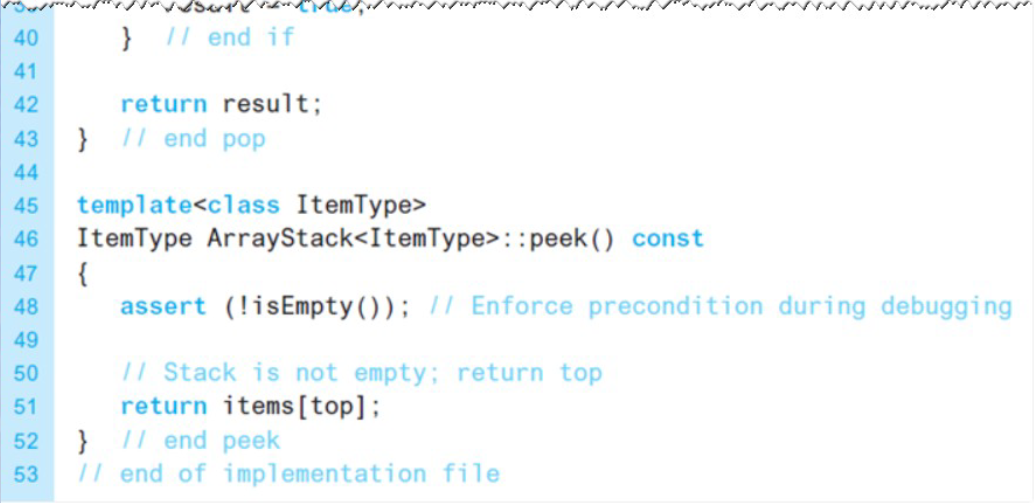 40 } // end if
41
42 return result;
43 } // end pop
44
45 template<class ItemType>
46 ItemType ArrayStack<ItemType>::peek() const
47 {
48 assert (!isEmpty()); // Enforce precondition during debugging
49
50 // Stack is not empty; return top
51 return items[top];
52 } // end peek
53 // end of implementation file